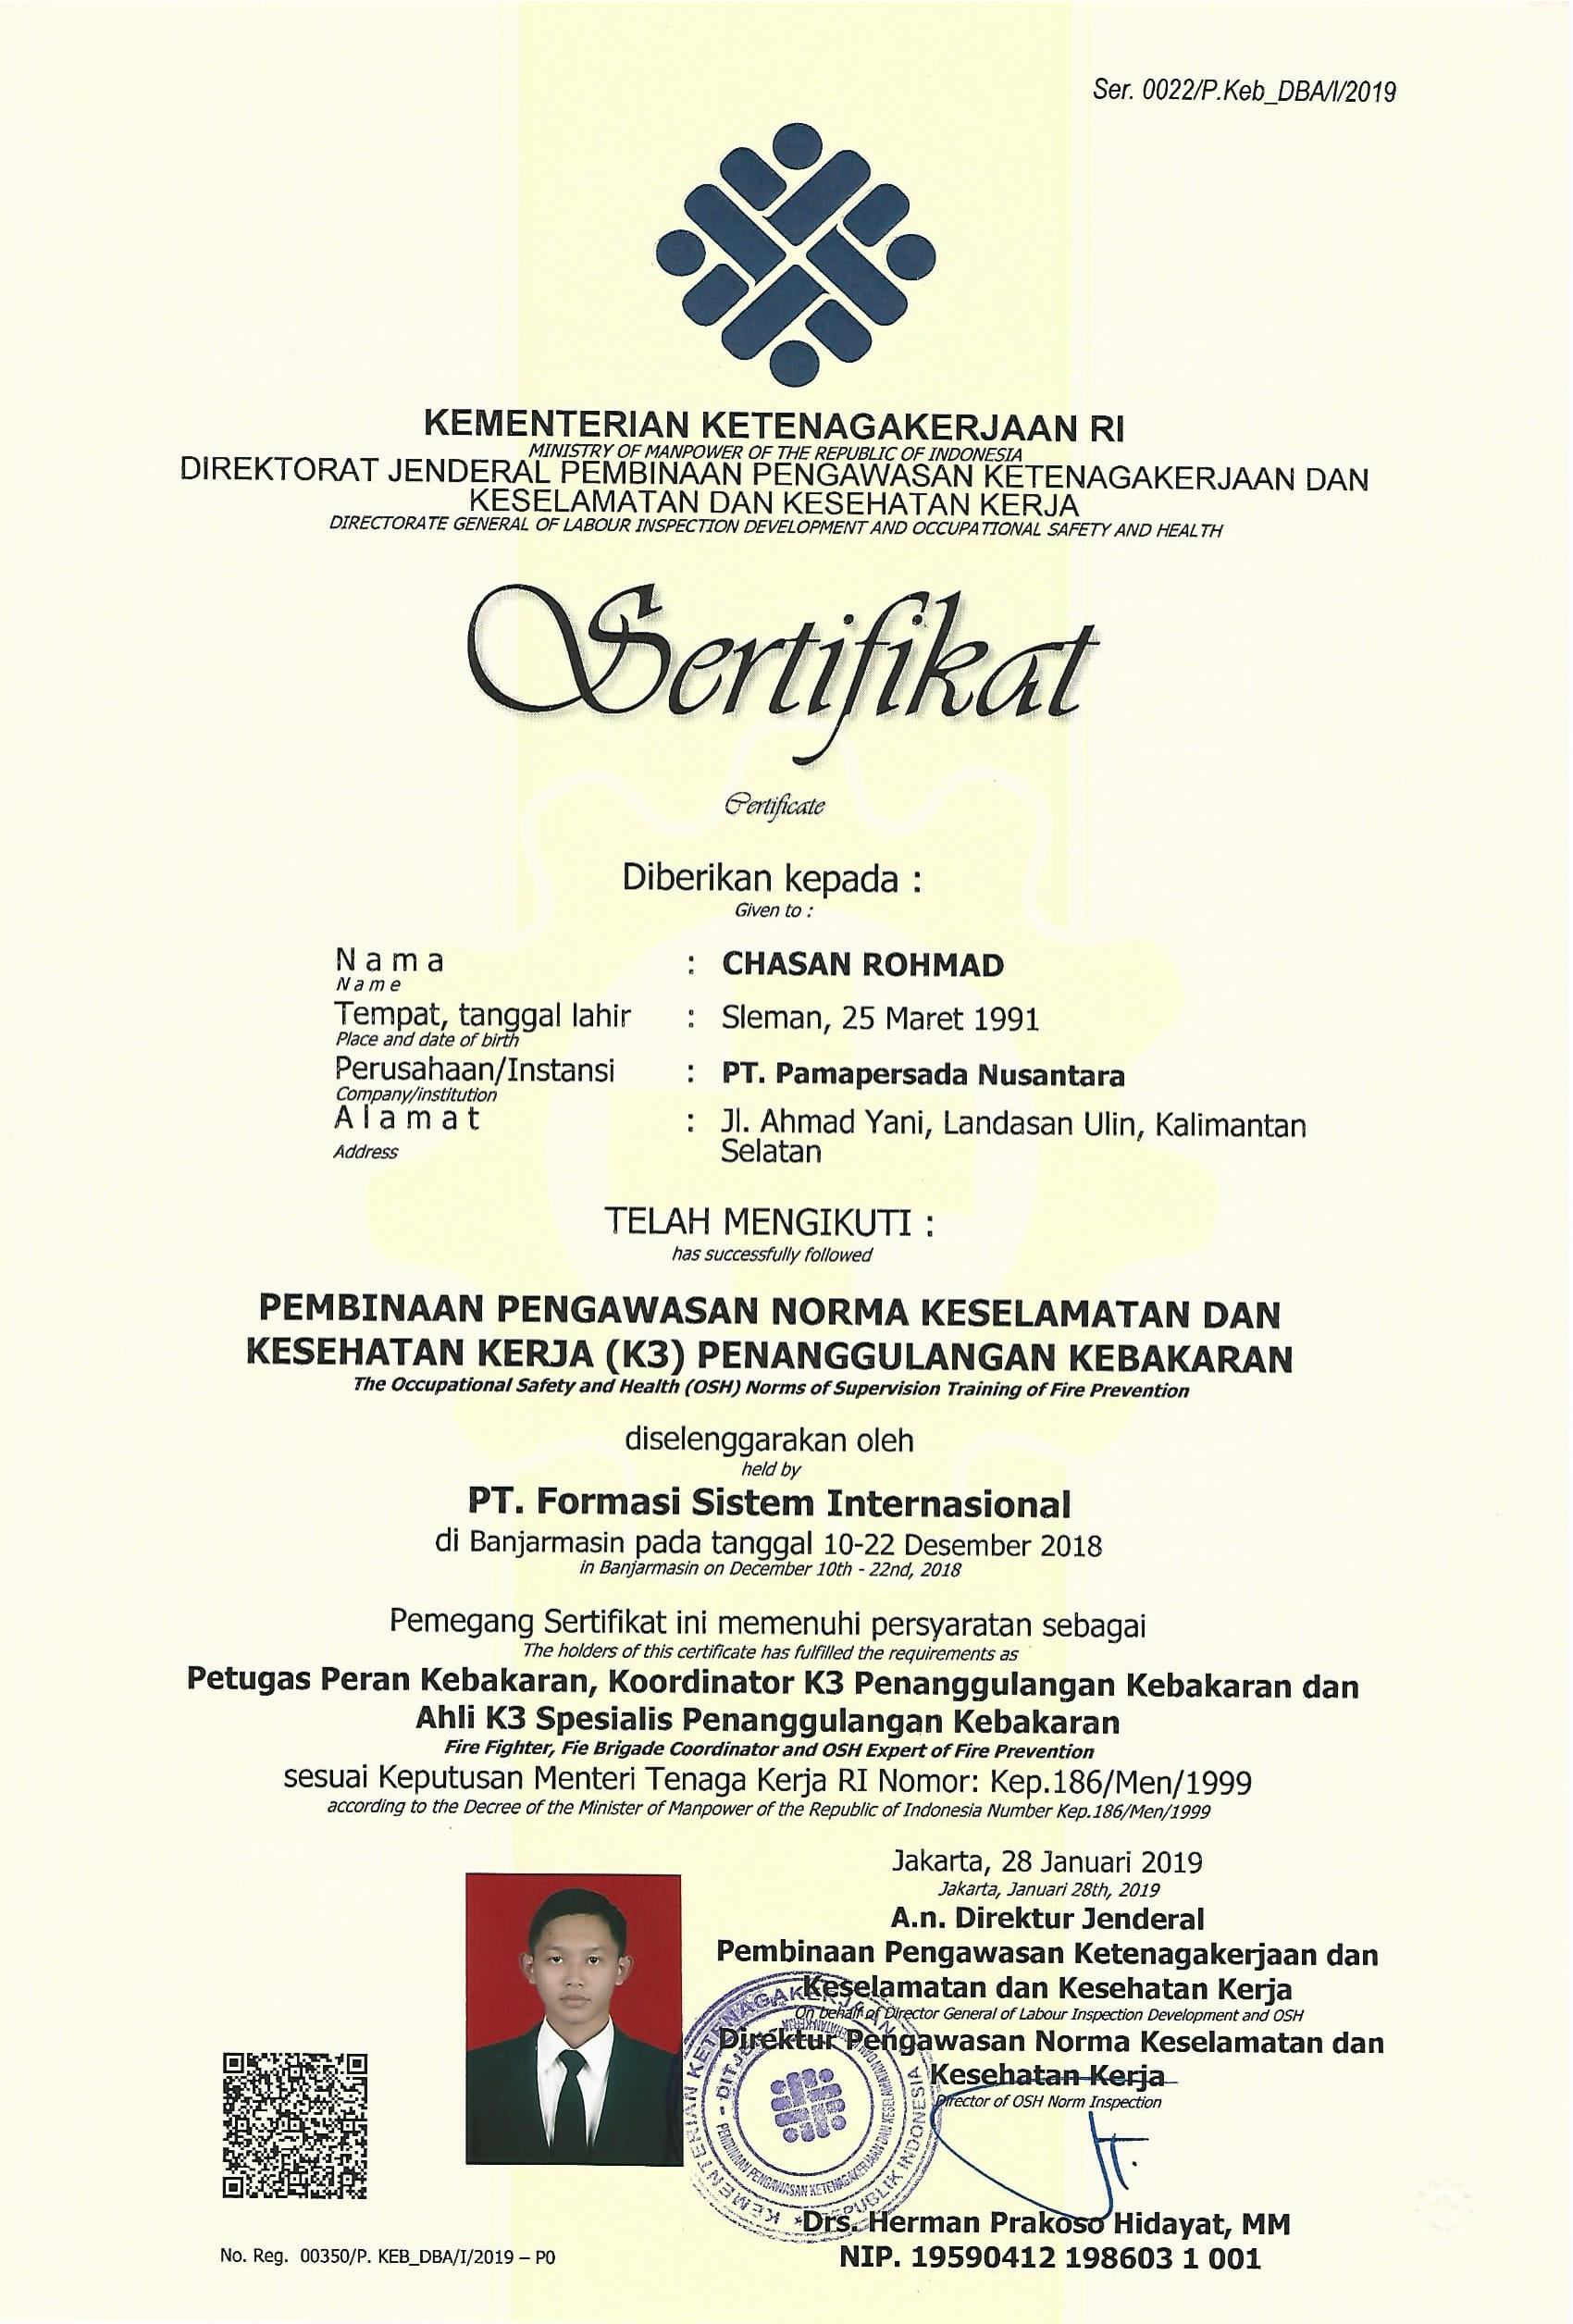 Ser. 0022/P.Keb_DBA/I/2019
KEMENTERIAN KETENAGAKERJAAN RI
MINISTRY OF MANPOWER OF THE REPUBLIC OF INDONESIA
DIREKTORAT JENDERAL PEMBINAAN PENGAWASAN KETENAGAKERJAAN DAN
KESELAMATAN DAN KESEHATAN KERJA
DIRECTORATE GENERAL OF LABOUR INSPECTION DEVELOPMENT AND OCCUPATIONAL SAFETY AND HEALTH
Sertifikat
Certificate
Diberikan kepada :
Given to :
Nama : CHASAN ROHMAD
Name
Tempat, tanggal lahir : Sleman, 25 Maret 1991
Place and date of birth
Perusahaan/Instansi : PT. Pamapersada Nusantara
Company/institution
Alamat : Jl. Ahmad Yani, Landasan Ulin, Kalimantan
Address Selatan
TELAH MENGIKUTI :
has successfully followed
PEMBINAAN PENGAWASAN NORMA KESELAMATAN DAN
KESEHATAN KERJA (K3) PENANGGULANGAN KEBAKARAN
The Occupational Safety and Health (OSH) Norms of Supervision Training of Fire Prevention
diselenggarakan oleh
held by
PT. Formasi Sistem Internasional
di Banjarmasin pada tanggal 10-22 Desember 2018
in Banjarmasin on December 10th - 22nd, 2018
Pemegang Sertifikat ini memenuhi persyaratan sebagai
The holders of this certificate has fulfilled the requirements as
Petugas Peran Kebakaran, Koordinator K3 Penanggulangan Kebakaran dan
Ahli K3 Spesialis Penanggulangan Kebakaran
Fire Fighter, Fie Brigade Coordinator and OSH Expert of Fire Prevention
sesuai Keputusan Menteri Tenaga Kerja RI Nomor: Kep.186/Men/1999
according to the Decree of the Minister of Manpower of the Republic of Indonesia Number Kep.186/Men/1999
Jakarta, 28 Januari 2019
Jakarta, Januari 28th, 2019
A.n. Direktur Jenderal
Pembinaan Pengawasan Ketenagakerjaan dan
Keselamatan dan Kesehatan Kerja
On behalf of Director General of Labour Inspection Development and OSH
Direktur Pengawasan Norma Keselamatan dan
Kesehatan Kerja
Director of OSH Norm Inspection
KEMENTERIAN KETENAGAKERJAAN REPUBLIK INDONESIA
DITJEN PEMBINAAN PENGAWASAN KETENAGAKERJAAN DAN KESELAMATAN DAN KESEHATAN KERJA
Drs. Herman Prakoso Hidayat, MM
NIP. 19590412 198603 1 001
No. Reg. 00350/P. KEB_DBA/I/2019 – P0